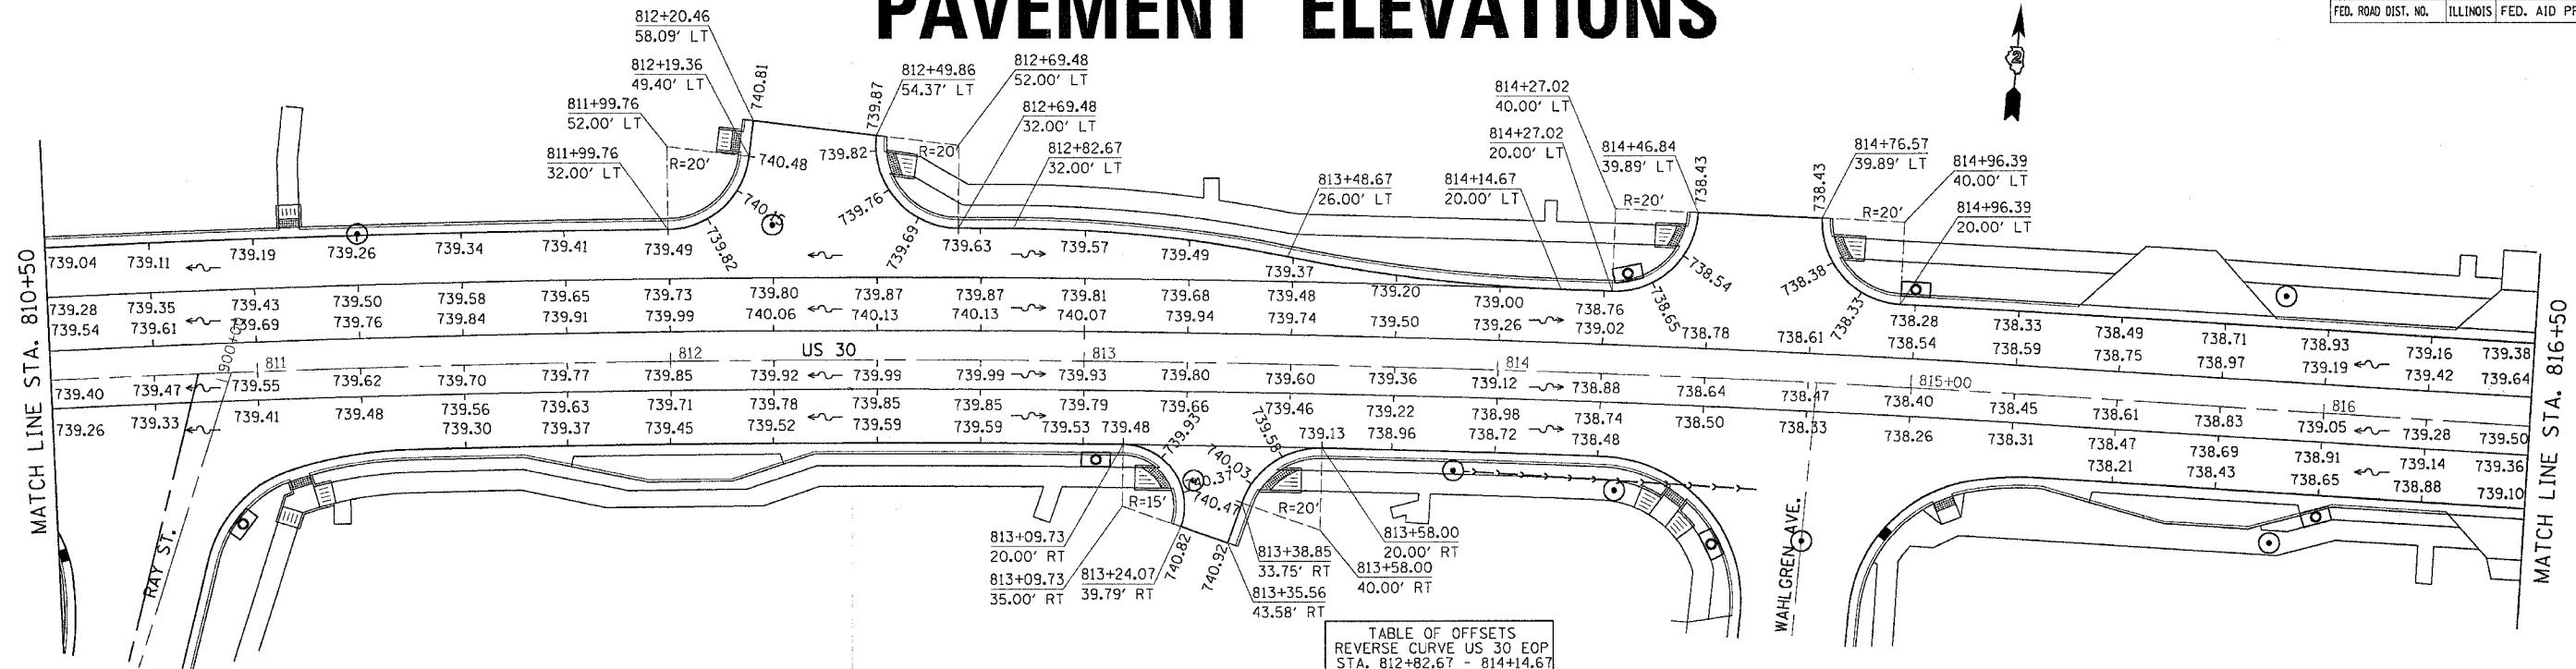 PAVEMENT ELEVATIONS
FED. ROAD DIST. NO. ILLINOIS FED. AID
812+20.46
58.09' LT
812+19.36
49.40' LT
811+99.76
52.00' LT
811+99.76
32.00' LT
R=20'
740.81
740.48
740.15
739.82
739.87
739.82
739.76
739.69
812+49.86
54.37' LT
812+69.48
52.00' LT
R=20'
812+69.48
32.00' LT
812+82.67
32.00' LT
813+48.67
26.00' LT
814+14.67
20.00' LT
814+27.02
40.00' LT
814+27.02
20.00' LT
814+46.84
39.89' LT
R=20'
738.43
738.54
738.65
738.43
738.38
738.33
814+76.57
39.89' LT
R=20'
814+96.39
40.00' LT
814+96.39
20.00' LT
2
MATCH LINE STA. 810+50
739.04 739.11 739.19 739.26 739.34 739.41 739.49 739.63 739.57 739.49 739.37
739.28 739.35 739.43 739.50 739.58 739.65 739.73 739.80 739.87 739.87 739.81 739.68 739.48 739.20 739.00 738.76 738.28 738.33 738.49 738.71 738.93 739.16 739.38
739.54 739.61 739.69 739.76 739.84 739.91 739.99 740.06 740.13 740.13 740.07 739.94 739.74 739.50 739.26 739.02 738.78 738.61 738.54 738.59 738.75 738.97 739.19 739.42 739.64
811 812 US 30 813 814 815+00 816
739.40 739.47 739.55 739.62 739.70 739.77 739.85 739.92 739.99 739.99 739.93 739.80 739.60 739.36 739.12 738.88 738.64 738.47 738.40 738.45 738.61 738.83 739.05 739.28 739.50
739.26 739.33 739.41 739.48 739.56 739.63 739.71 739.78 739.85 739.85 739.79 739.66 739.46 739.22 738.98 738.74 738.50 738.33 738.26 738.31 738.47 738.69 738.91 739.14 739.36
739.30 739.37 739.45 739.52 739.59 739.59 739.53 739.48 739.13 738.96 738.72 738.48 738.21 738.43 738.65 738.88 739.10
MATCH LINE STA. 816+50
RAY ST.
WAHLGREN AVE.
739.93
740.37
740.82
739.58
740.03
740.47
740.92
R=15'
R=20'
813+09.73
20.00' RT
813+09.73
35.00' RT
813+24.07
39.79' RT
813+35.56
43.58' RT
813+38.85
33.75' RT
813+58.00
20.00' RT
813+58.00
40.00' RT
TABLE OF OFFSETS
REVERSE CURVE US 30 EOP
STA. 812+82.67 - 814+14.67